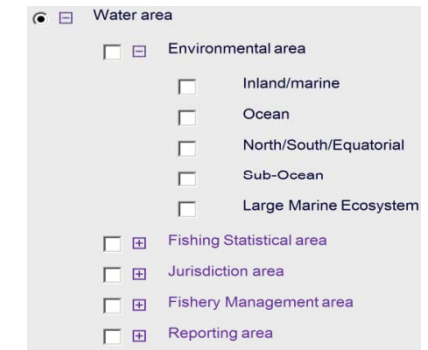 Water area
Environmental area
Inland/marine
Ocean
North/South/Equatorial
Sub-Ocean
Large Marine Ecosystem
Fishing Statistical area
Jurisdiction area
Fishery Management area
Reporting area